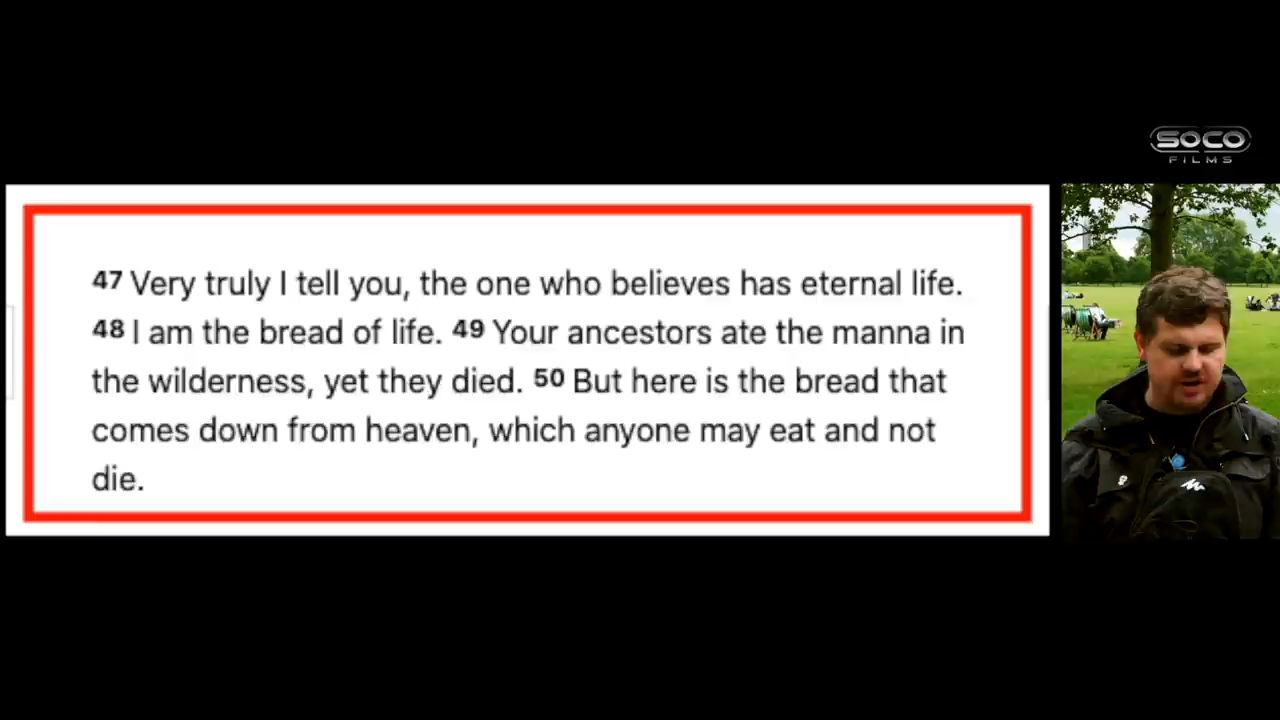 SOCO
FILMS
47 Very truly I tell you, the one who believes has eternal life.
48 I am the bread of life. 49 Your ancestors ate the manna in
the wilderness, yet they died. 50 But here is the bread that
comes down from heaven, which anyone may eat and not
die.